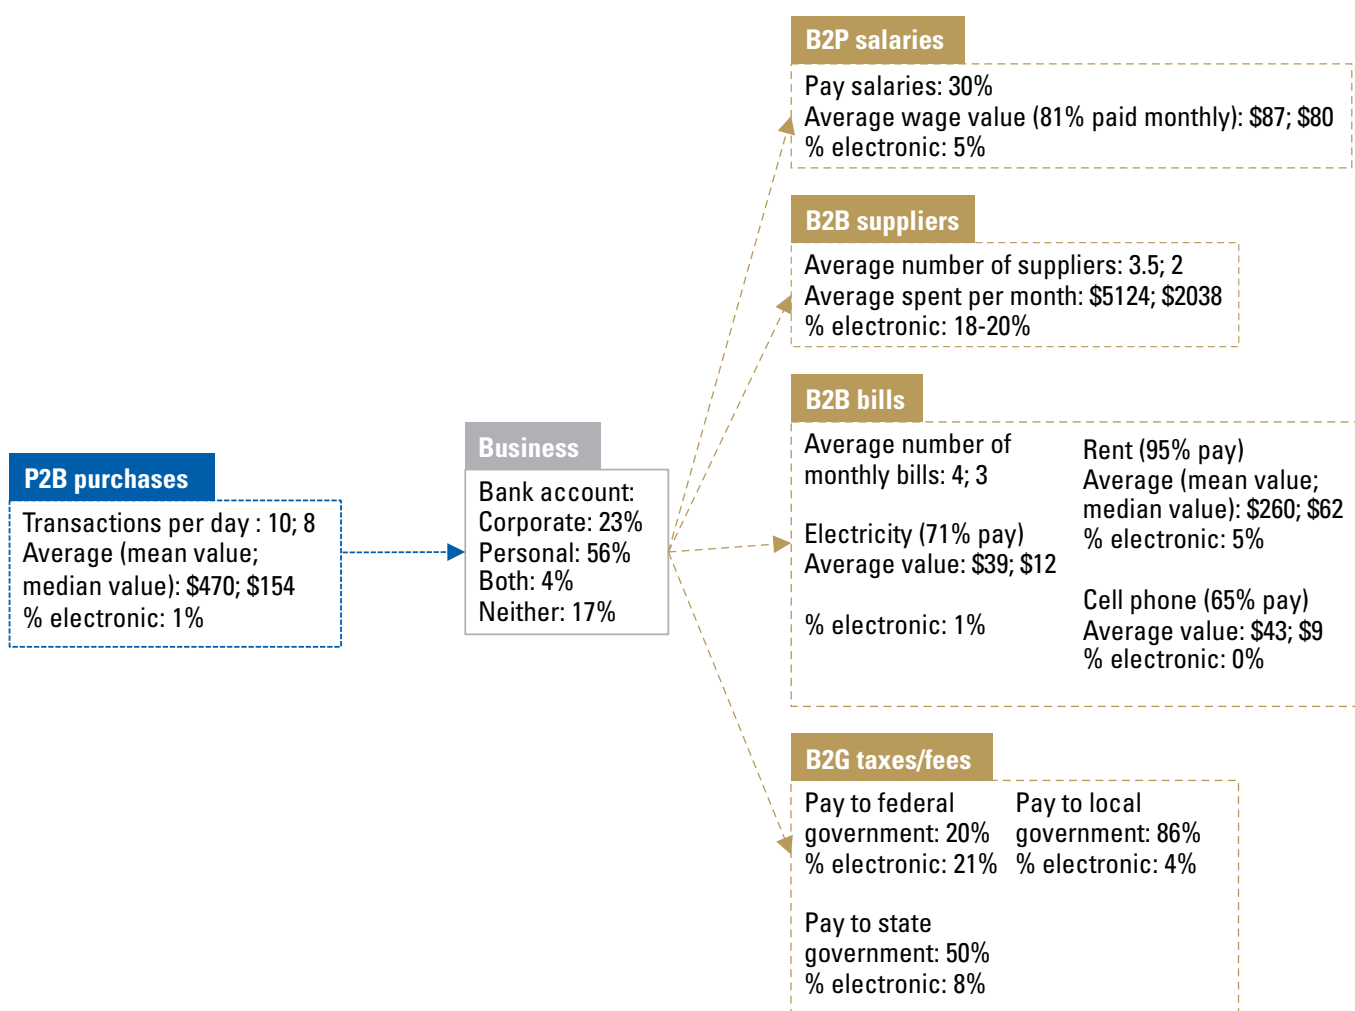 P2B purchases
Transactions per day : 10; 8
Average (mean value;
median value): $470; $154
% electronic: 1%
Business
Bank account:
Corporate: 23%
Personal: 56%
Both: 4%
Neither: 17%
B2P salaries
Pay salaries: 30%
Average wage value (81% paid monthly): $87; $80
% electronic: 5%
B2B suppliers
Average number of suppliers: 3.5; 2
Average spent per month: $5124; $2038
% electronic: 18-20%
B2B bills
Average number of
monthly bills: 4; 3
Electricity (71% pay)
Average value: $39; $12
% electronic: 1%
Rent (95% pay)
Average (mean value;
median value): $260; $62
% electronic: 5%
Cell phone (65% pay)
Average value: $43; $9
% electronic: 0%
B2G taxes/fees
Pay to federal
government: 20%
% electronic: 21%
Pay to local
government: 86%
% electronic: 4%
Pay to state
government: 50%
% electronic: 8%